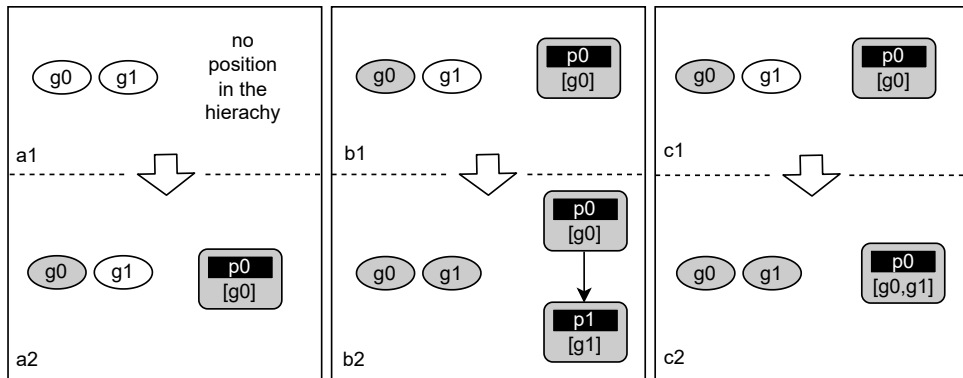 g0 g1
no
position
in the
hierachy
a1
g0 g1
p0
[g0]
a2
g0 g1
p0
[g0]
b1
p0
[g0]
g0 g1
p1
[g1]
b2
g0 g1
p0
[g0]
c1
g0 g1
p0
[g0,g1]
c2